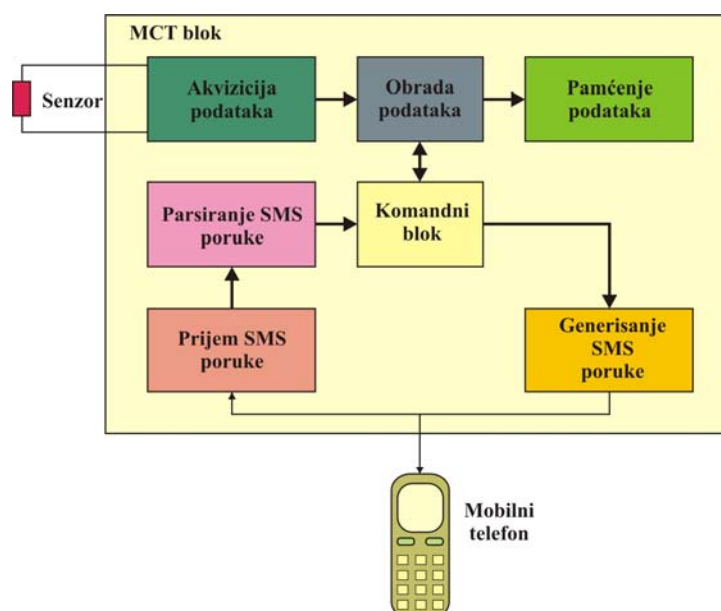 MCT blok
Senzor
Akvizicija
podataka
Obrada
podataka
Pamćenje
podataka
Parsiranje SMS
poruke
Komandni
blok
Prijem SMS
poruke
Generisanje
SMS
poruke
Mobilni
telefon